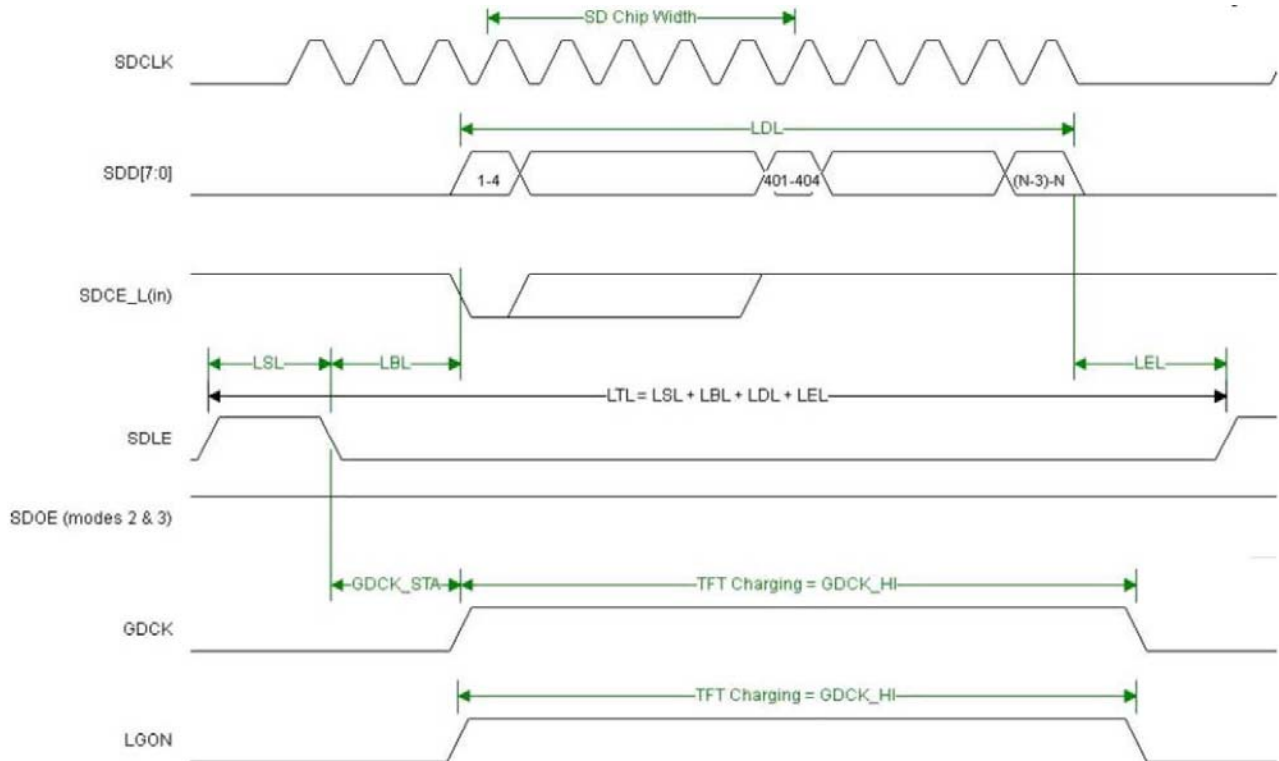 SD Chip Width
SDCLK
LDL
SDD[7:0]
1-4
401-404
(N-3)-N
SDCE_L(in)
LSL
LBL
LEL
LTL = LSL + LBL + LDL + LEL
SDLE
SDOE (modes 2 & 3)
GDCK_STA
TFT Charging = GDCK_HI
GDCK
TFT Charging = GDCK_HI
LGON